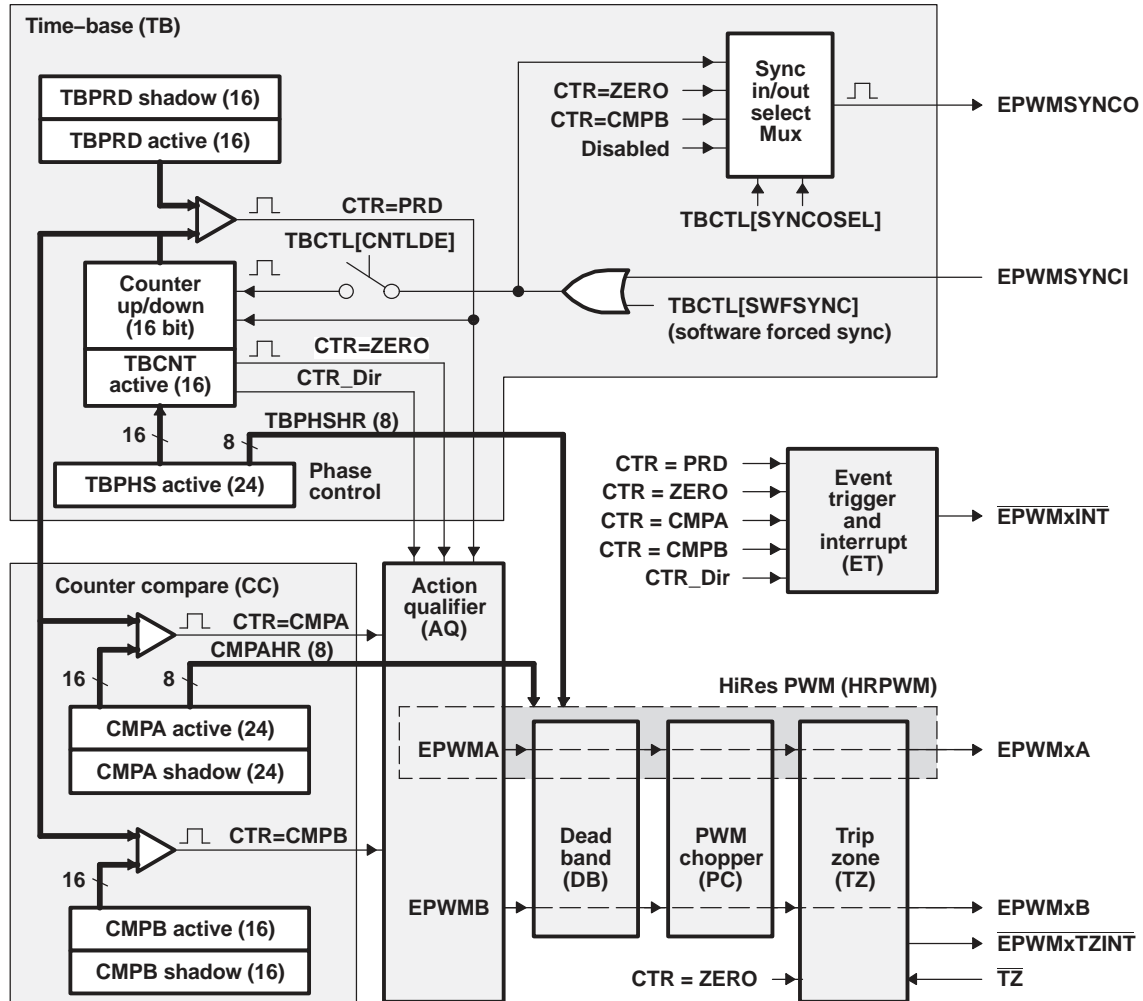 Time–base (TB)
TBPRD shadow (16)
TBPRD active (16)
CTR=PRD
TBCTL[CNTLDE]
Counter
up/down
(16 bit)
TBCNT
active (16)
CTR=ZERO
CTR_Dir
16
8
TBPHSHR (8)
TBPHS active (24)
Phase
control
CTR=ZERO
CTR=CMPB
Disabled
Sync
in/out
select
Mux
TBCTL[SYNCOSEL]
EPWMSYNCO
EPWMSYNCI
TBCTL[SWFSYNC]
(software forced sync)
CTR = PRD
CTR = ZERO
CTR = CMPA
CTR = CMPB
CTR_Dir
Event
trigger
and
interrupt
(ET)
EPWMxINT
Counter compare (CC)
CTR=CMPA
CMPAHR (8)
16
8
CMPA active (24)
CMPA shadow (24)
CTR=CMPB
16
CMPB active (16)
CMPB shadow (16)
Action
qualifier
(AQ)
HiRes PWM (HRPWM)
EPWMA
EPWMB
Dead
band
(DB)
PWM
chopper
(PC)
Trip
zone
(TZ)
CTR = ZERO
EPWMxA
EPWMxB
EPWMxTZINT
TZ